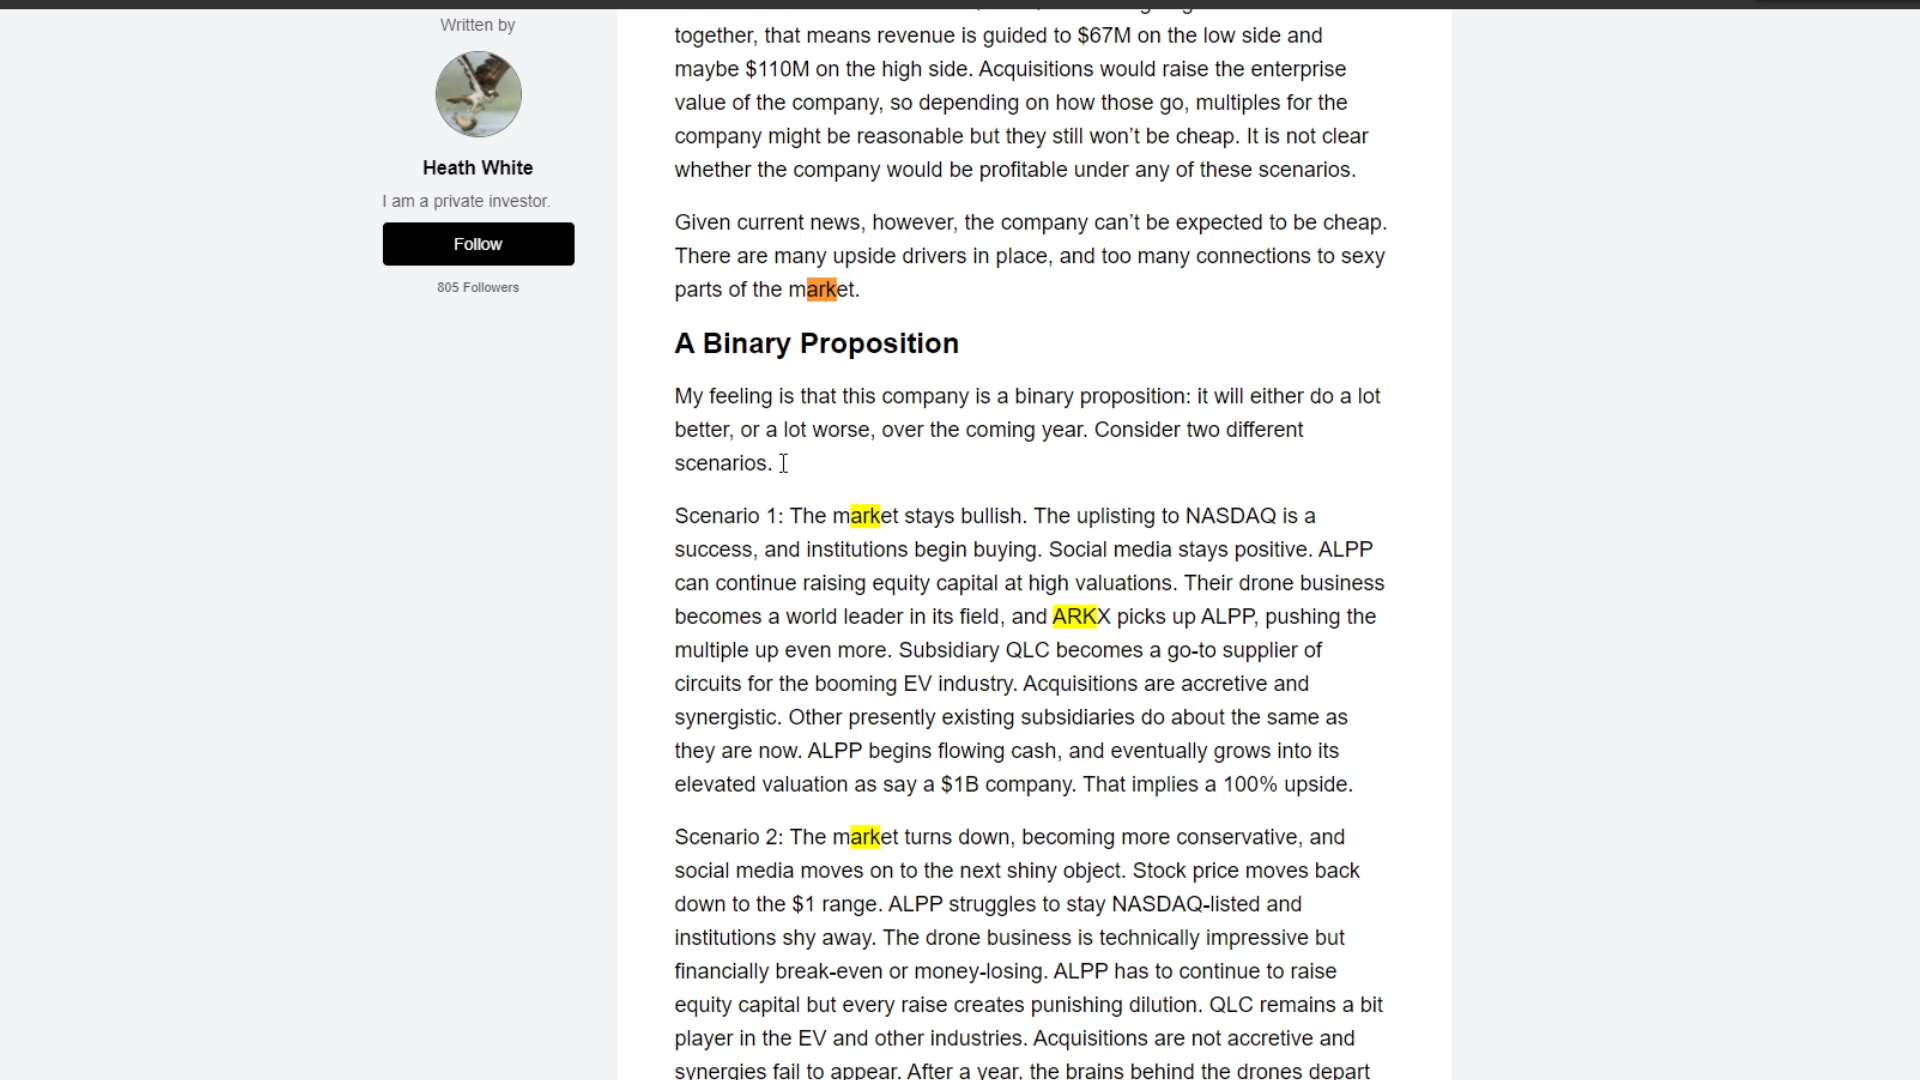 Written by
Heath White
I am a private investor.
Follow
805 Followers
together, that means revenue is guided to $67M on the low side and
maybe $110M on the high side. Acquisitions would raise the enterprise
value of the company, so depending on how those go, multiples for the
company might be reasonable but they still won’t be cheap. It is not clear
whether the company would be profitable under any of these scenarios.
Given current news, however, the company can’t be expected to be cheap.
There are many upside drivers in place, and too many connections to sexy
parts of the market.
A Binary Proposition
My feeling is that this company is a binary proposition: it will either do a lot
better, or a lot worse, over the coming year. Consider two different
scenarios.
Scenario 1: The market stays bullish. The uplisting to NASDAQ is a
success, and institutions begin buying. Social media stays positive. ALPP
can continue raising equity capital at high valuations. Their drone business
becomes a world leader in its field, and ARKX picks up ALPP, pushing the
multiple up even more. Subsidiary QLC becomes a go-to supplier of
circuits for the booming EV industry. Acquisitions are accretive and
synergistic. Other presently existing subsidiaries do about the same as
they are now. ALPP begins flowing cash, and eventually grows into its
elevated valuation as say a $1B company. That implies a 100% upside.
Scenario 2: The market turns down, becoming more conservative, and
social media moves on to the next shiny object. Stock price moves back
down to the $1 range. ALPP struggles to stay NASDAQ-listed and
institutions shy away. The drone business is technically impressive but
financially break-even or money-losing. ALPP has to continue to raise
equity capital but every raise creates punishing dilution. QLC remains a bit
player in the EV and other industries. Acquisitions are not accretive and
synergies fail to appear. After a year, the brains behind the drones depart